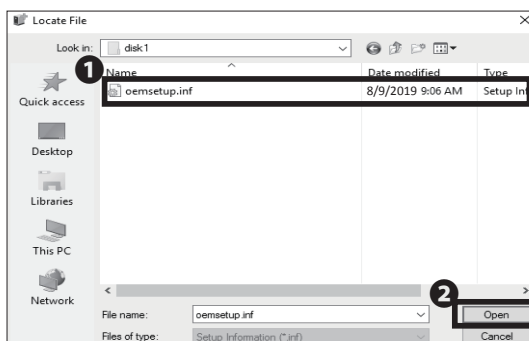 Locate File
Look in: disk1
1
Name Date modified Type
oemsetup.inf 8/9/2019 9:06 AM Setup Inf
Quick access
Desktop
Libraries
This PC
Network
2
File name: oemsetup.inf Open
Files of type: Setup Information (*.inf) Cancel